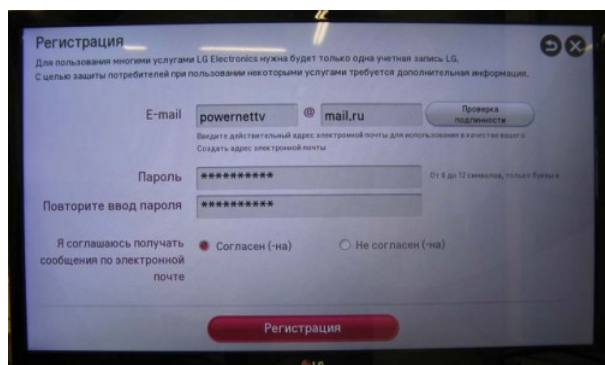 Регистрация
Для пользования многими услугами LG Electronics нужна будет только одна учетная запись LG.
С целью защиты потребителей при пользовании некоторыми услугами требуется дополнительная информация.
E-mail powernettv @ mail.ru Проверка подлинности
Введите действительный адрес электронной почты для использования в качестве вашего
Создать адрес электронной почты
Пароль ********** От 6 до 12 символов, только буквы и
Повторите ввод пароля **********
Я соглашаюсь получать
сообщения по электронной
почте
Согласен (-на) Не согласен (-на)
Регистрация
LG